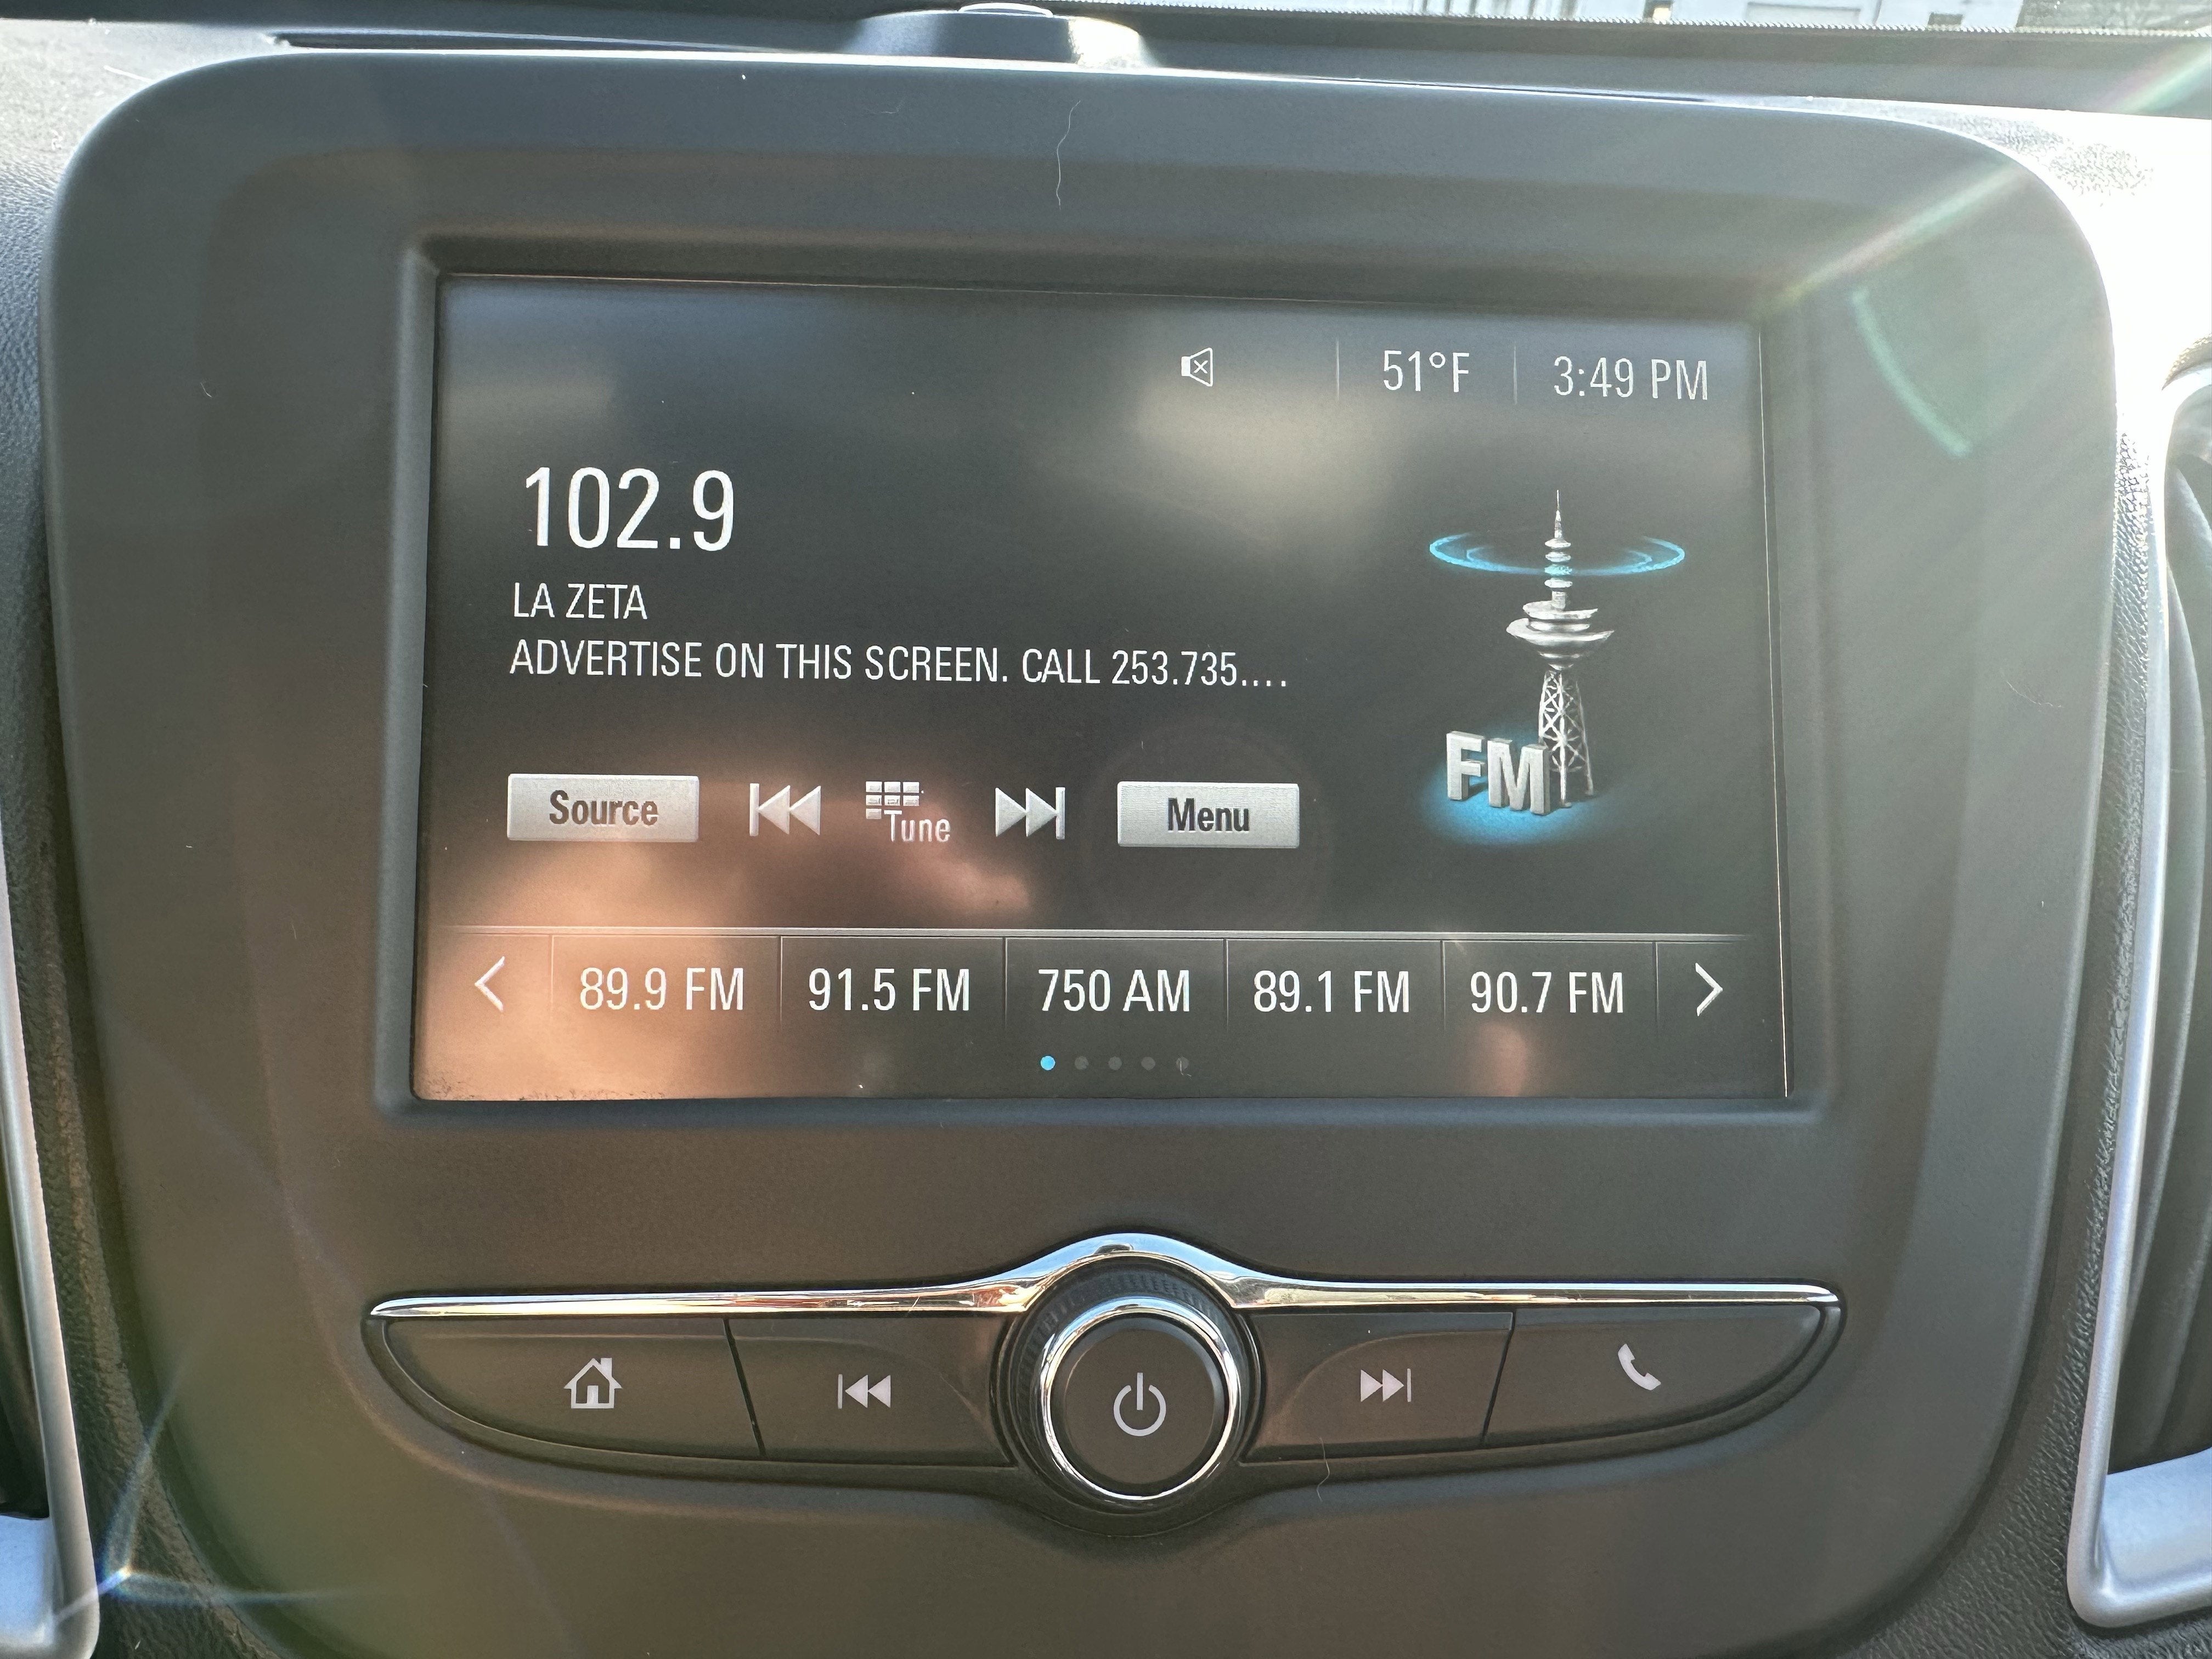 51°F 3:49 PM
102.9
LA ZETA
ADVERTISE ON THIS SCREEN. CALL 253.735....
FM
Source Tune Menu
89.9 FM 91.5 FM 750 AM 89.1 FM 90.7 FM